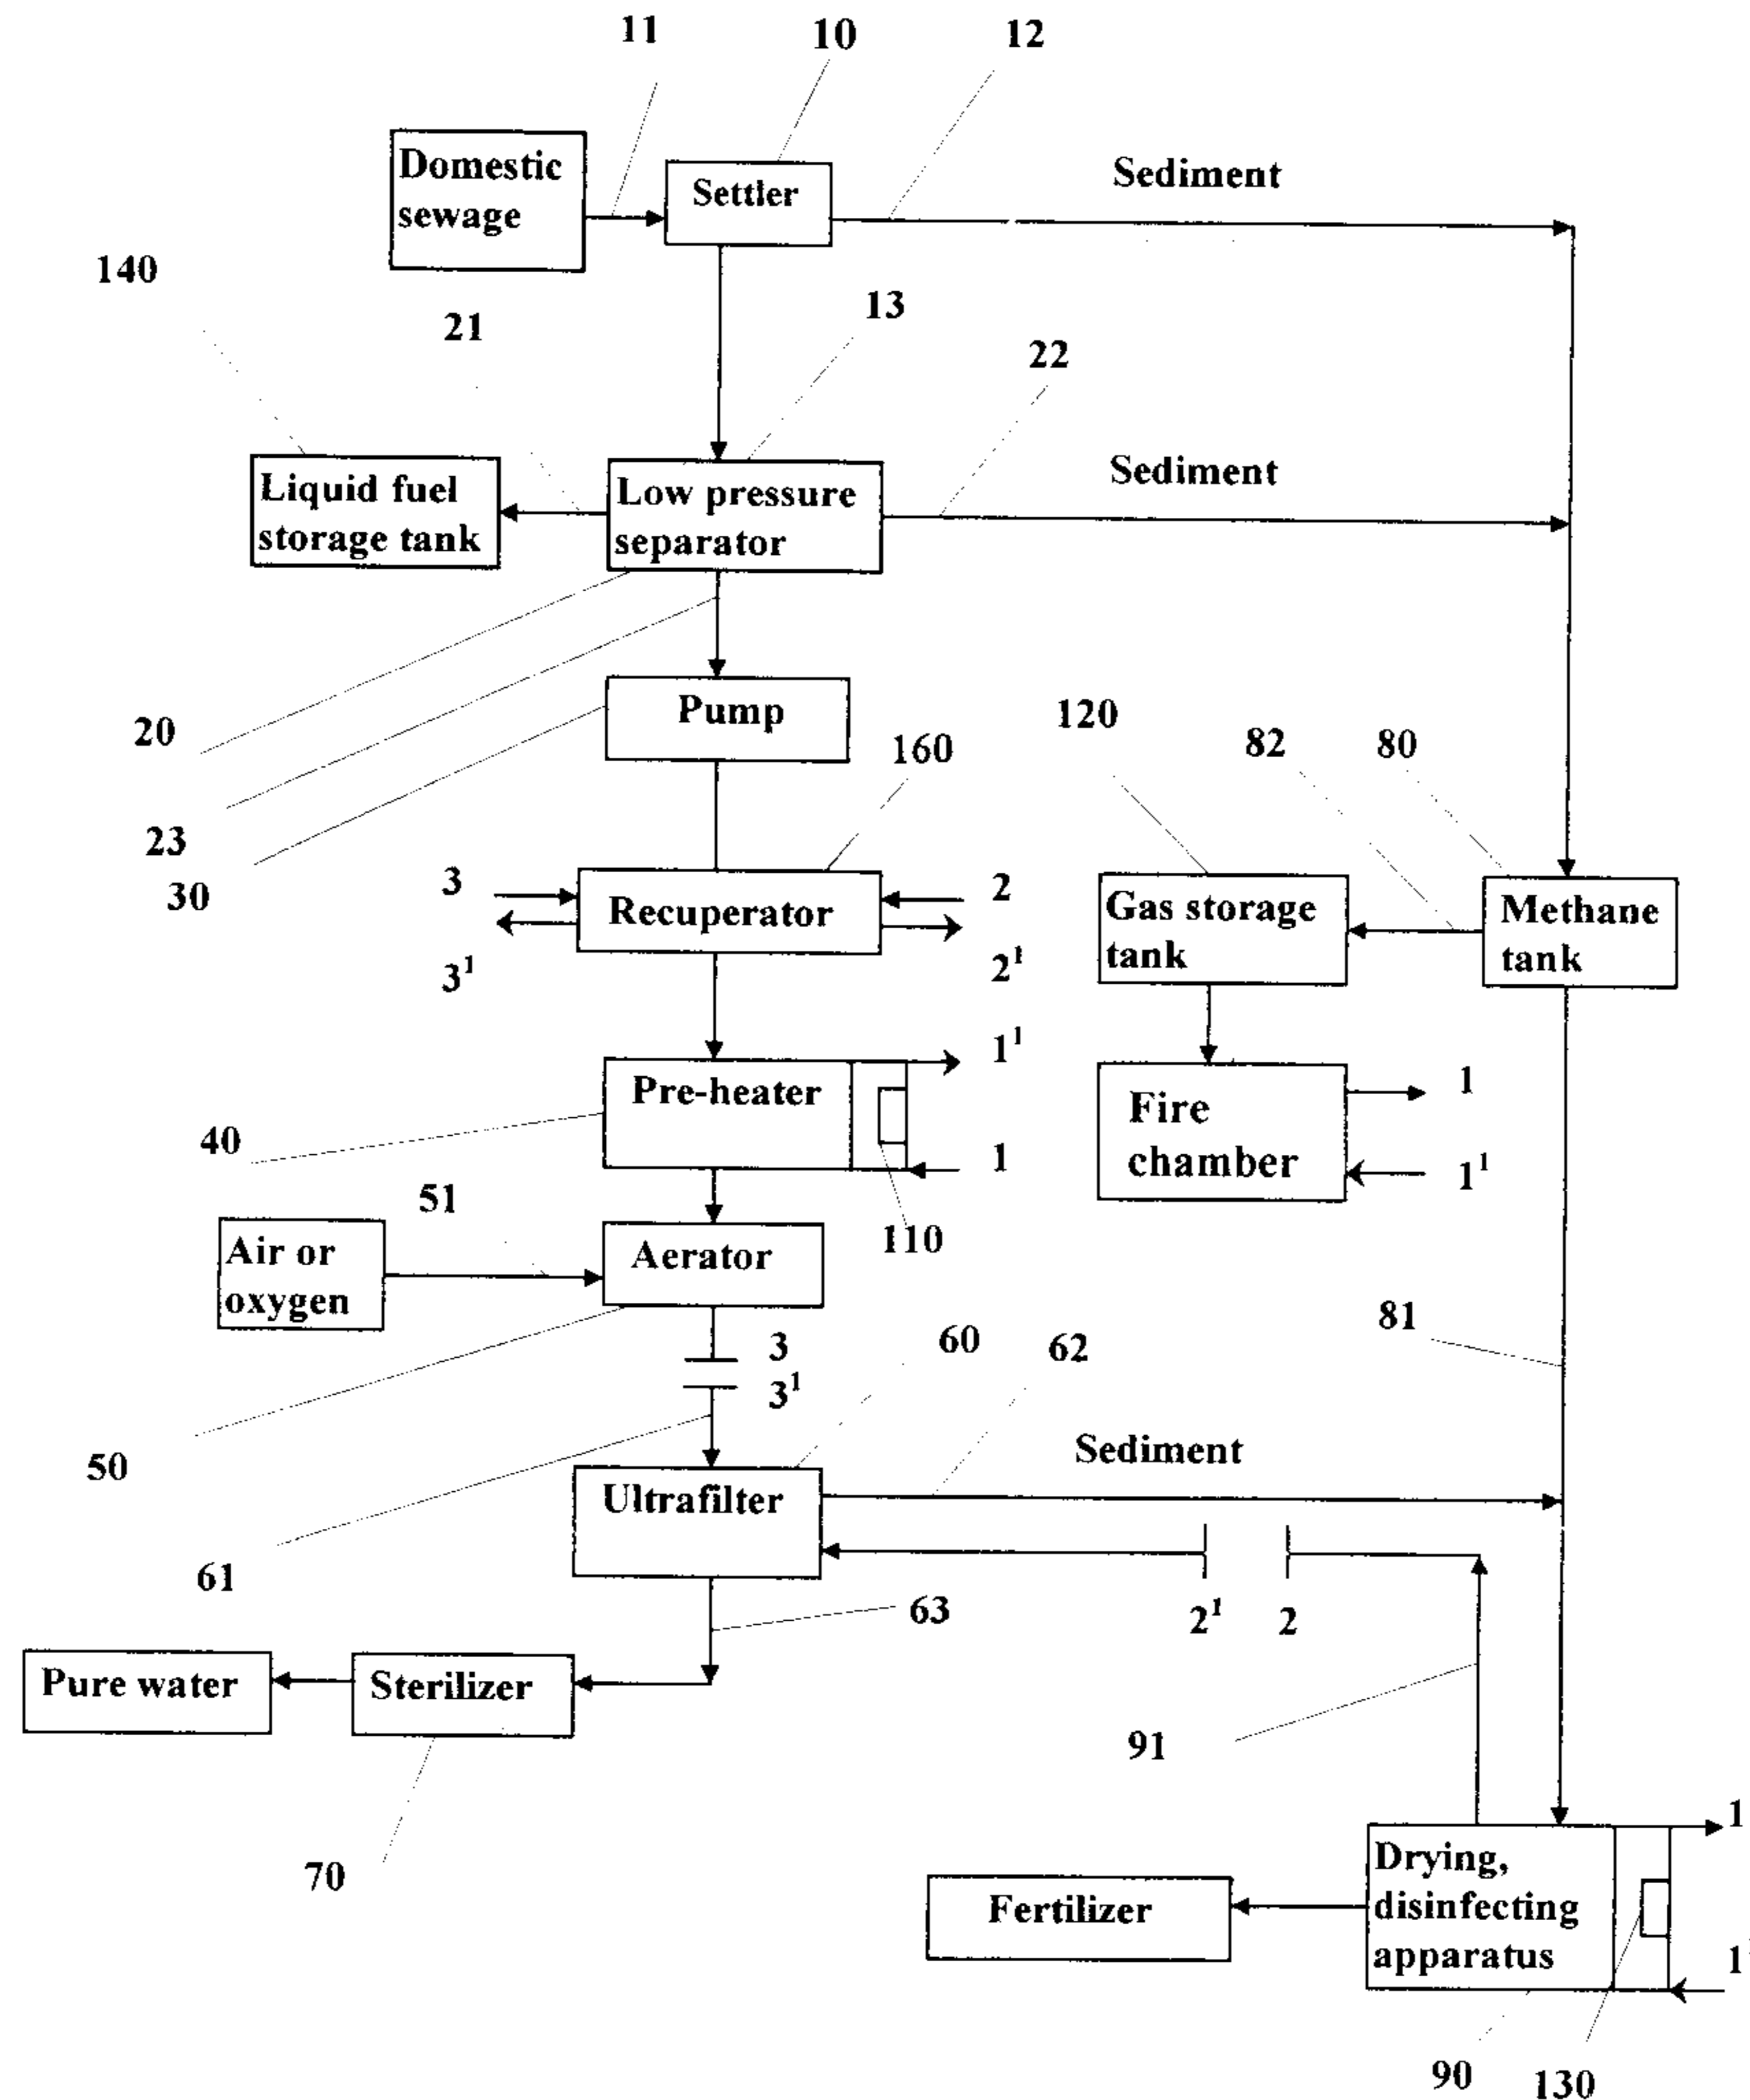 11
10
12
Domestic
sewage
Settler
Sediment
140
21
13
22
Liquid fuel
storage tank
Low pressure
separator
Sediment
20
23
30
Pump
160
120
82
80
3
3¹
Recuperator
2
2¹
Gas storage
tank
Methane
tank
40
Pre-heater
1¹
1
110
Fire
chamber
1
1¹
51
Air or
oxygen
Aerator
81
50
3
3¹
60
62
Sediment
61
Ultrafilter
2¹
2
63
Pure water
Sterilizer
70
91
Fertilizer
Drying,
disinfecting
apparatus
1
1
90
130